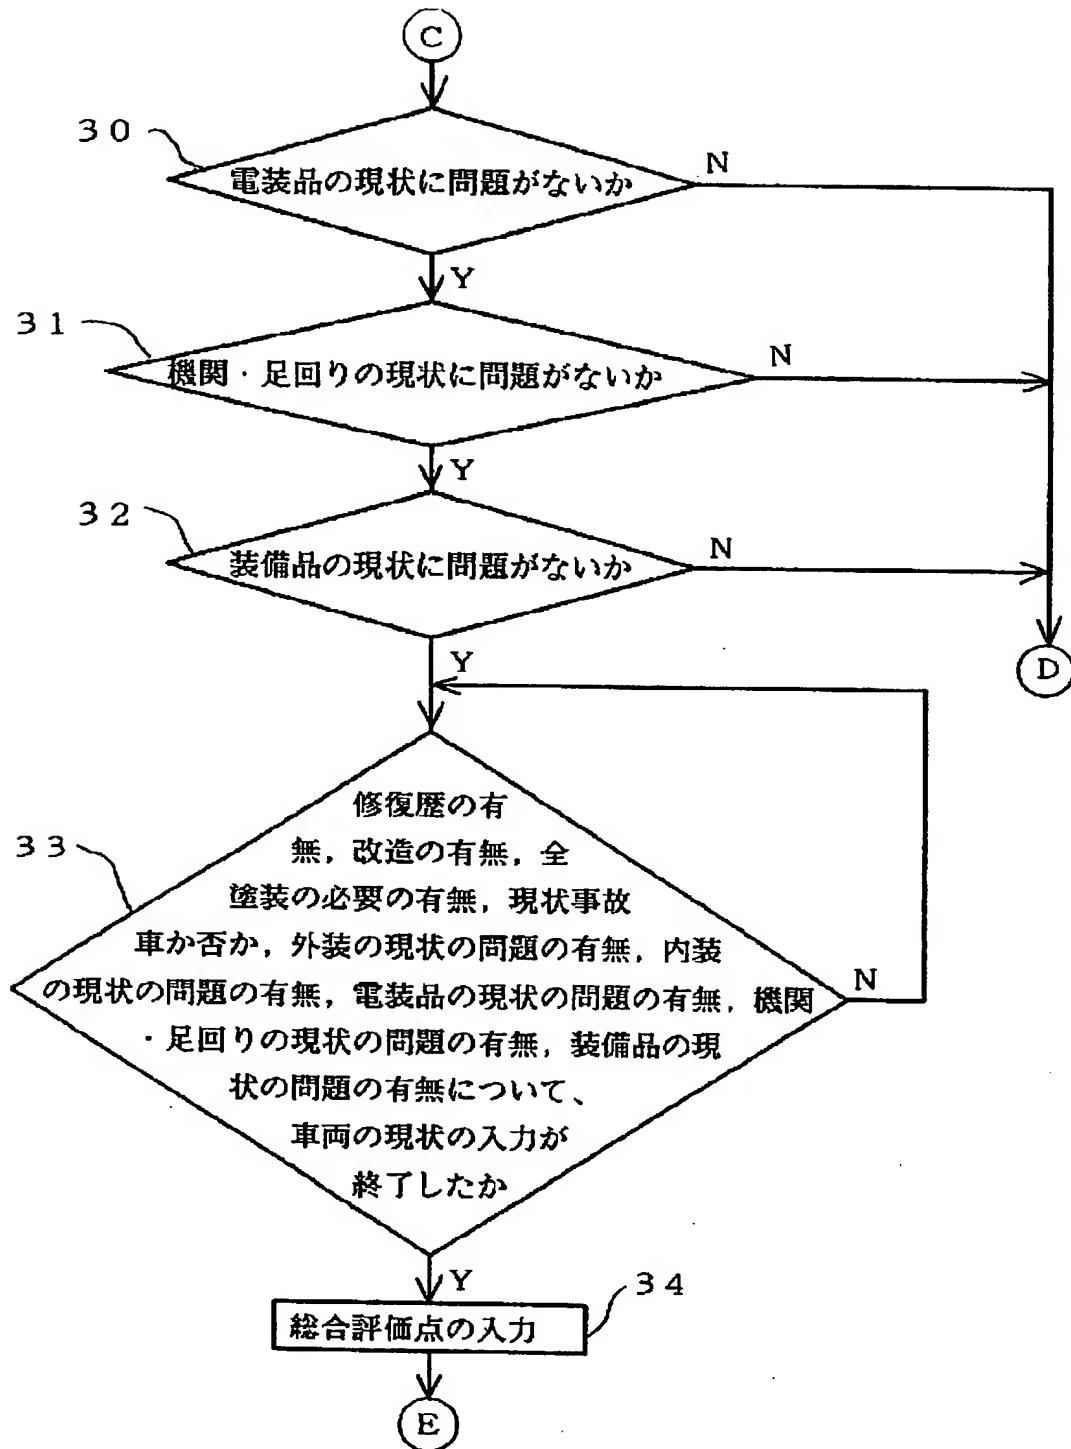 C
30
電装品の現状に問題がないか
N
Y
31
機関・足回りの現状に問題がないか
N
Y
32
装備品の現状に問題がないか
N
Y
D
33
修復歴の有
無，改造の有無，全
塗装の必要の有無，現状事故
車か否か，外装の現状の問題の有無，内装
の現状の問題の有無，電装品の現状の問題の有無，機関
・足回りの現状の問題の有無，装備品の現
状の問題の有無について、
車両の現状の入力が
終了したか
N
Y
34
総合評価点の入力
E